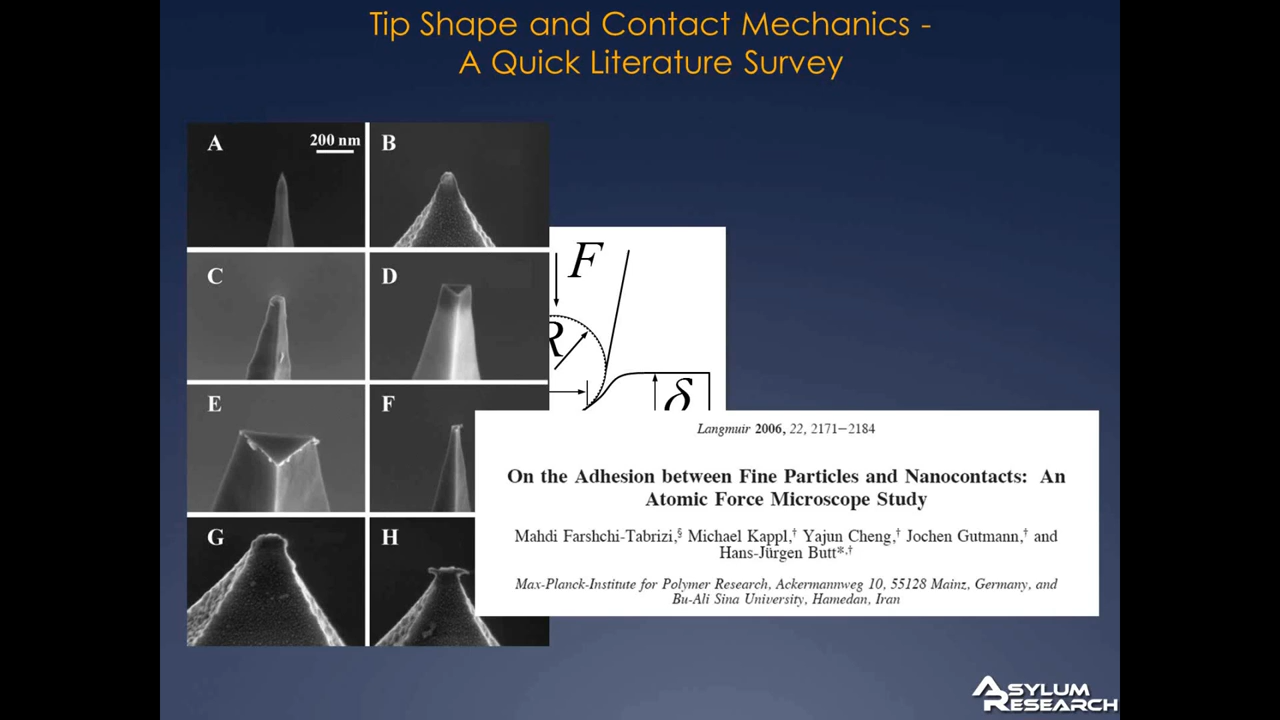 Tip Shape and Contact Mechanics -
A Quick Literature Survey
A
200 nm
B
C
D
E
F
G
H
F
R
δ
Langmuir 2006, 22, 2171−2184
On the Adhesion between Fine Particles and Nanocontacts: An
Atomic Force Microscope Study
Mahdi Farshchi-Tabrizi,§ Michael Kappl,† Yajun Cheng,† Jochen Gutmann,† and
Hans-Jürgen Butt*,†
Max-Planck-Institute for Polymer Research, Ackermannweg 10, 55128 Mainz, Germany, and
Bu-Ali Sina University, Hamedan, Iran
ASYLUM
RESEARCH